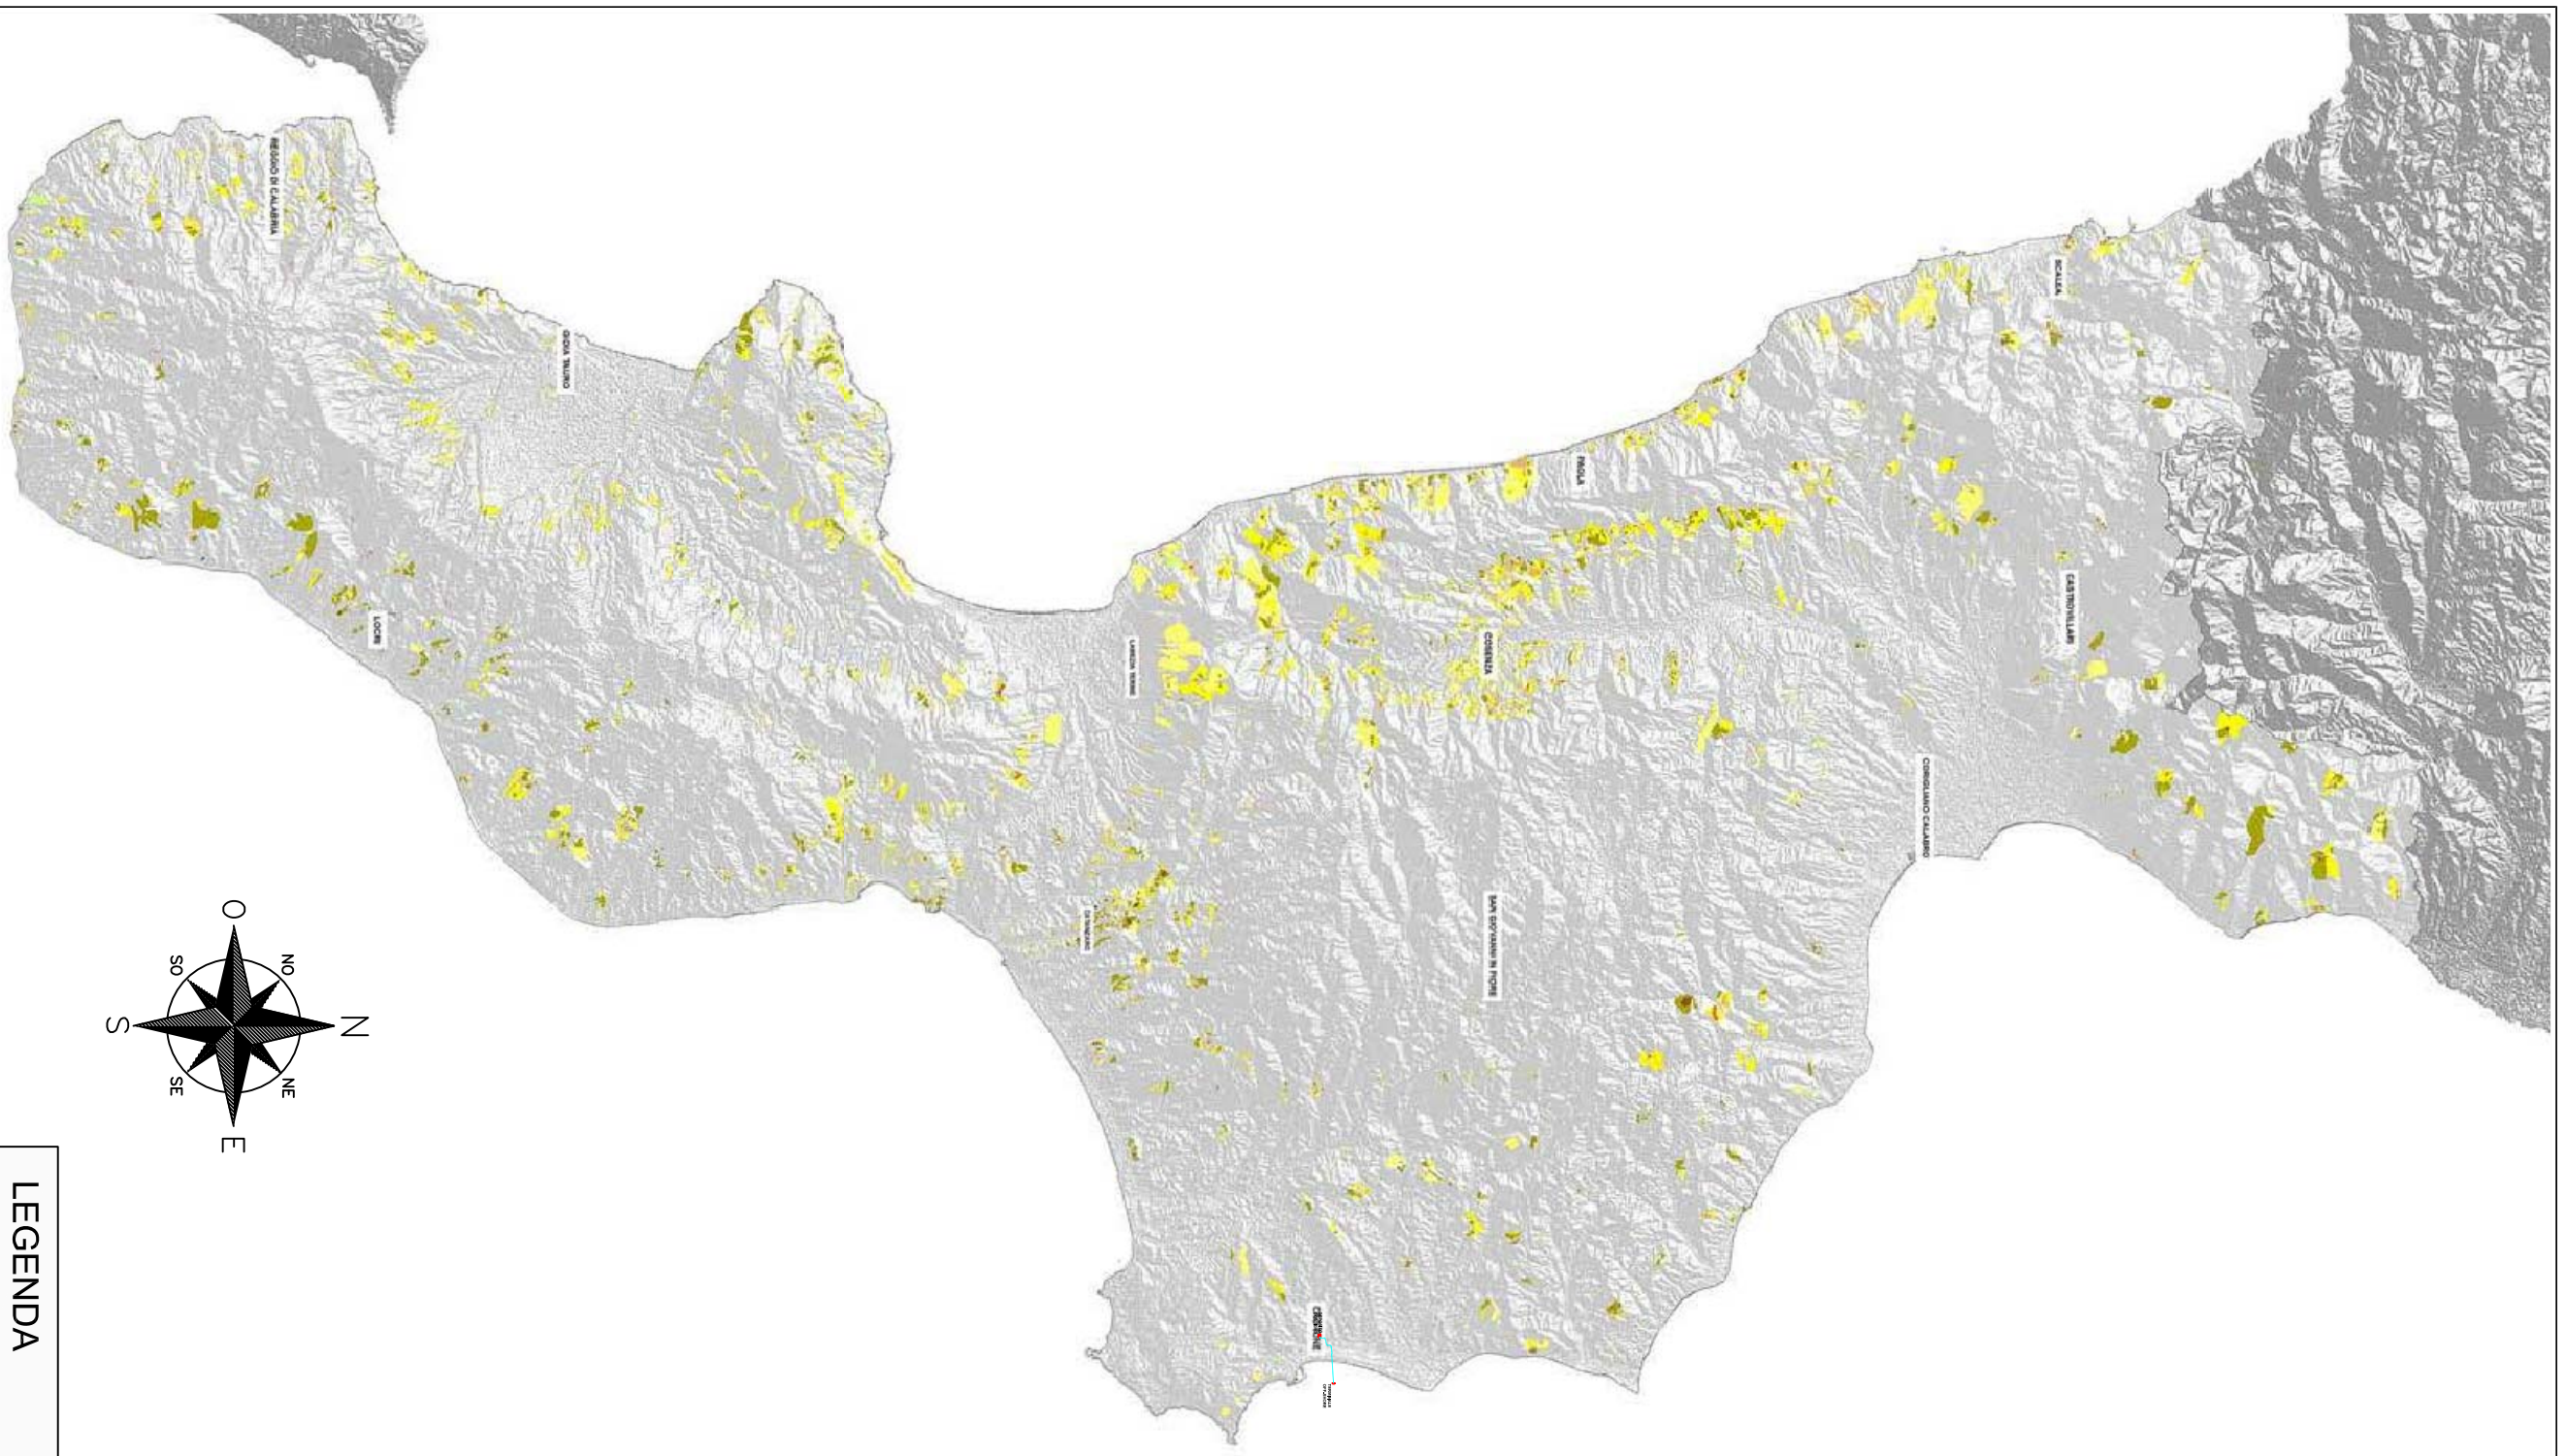 SCALEA
CASTROVILLARI
CORIGLIANO CALABRO
PAOLA
COSENZA
SAN GIOVANNI IN FIORE
CROTONE
LAMEZIA TERME
CATANZARO
GIOIA TAURO
LOCRI
REGGIO DI CALABRIA
N
NO
NE
O
E
SO
SE
S
LEGENDA